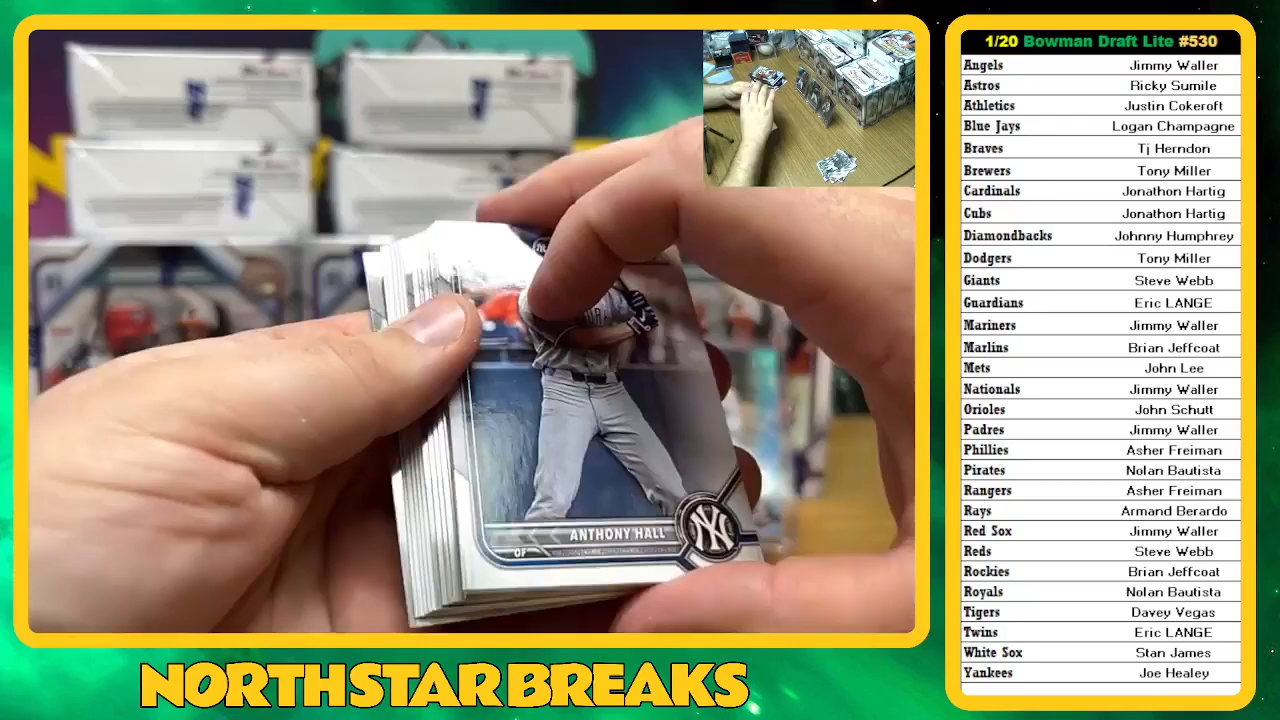 1/20 Bowman Draft Lite #530
Angels Jimmy Waller
Astros Ricky Sumile
Athletics Justin Cokeroft
Blue Jays Logan Champagne
Braves Tj Herndon
Brewers Tony Miller
Cardinals Jonathon Hartig
Cubs Jonathon Hartig
Diamondbacks Johnny Humphrey
Dodgers Tony Miller
Giants Steve Webb
Guardians Eric LANGE
Mariners Jimmy Waller
Marlins Brian Jeffcoat
Mets John Lee
Nationals Jimmy Waller
Orioles John Schutt
Padres Jimmy Waller
Phillies Asher Freiman
Pirates Nolan Bautista
Rangers Asher Freiman
Rays Armand Berardo
Red Sox Jimmy Waller
Reds Steve Webb
Rockies Brian Jeffcoat
Royals Nolan Bautista
Tigers Davey Vegas
Twins Eric LANGE
White Sox Stan James
Yankees Joe Healey
ANTHONY HALL
OF
NY
NORTHSTAR BREAKS